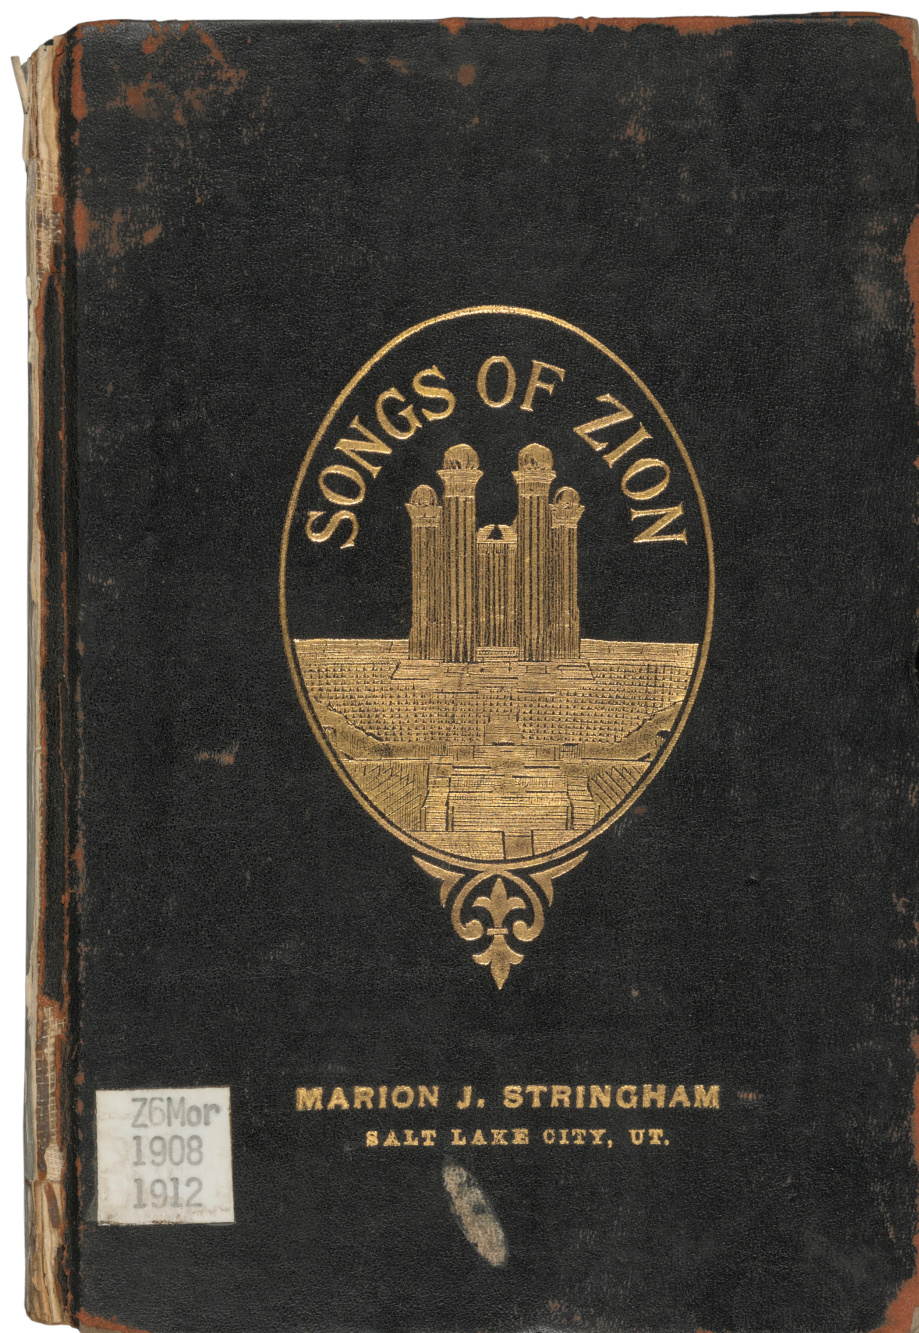 SONGS OF ZION
MARION J. STRINGHAM
SALT LAKE CITY, UT.
Z6Mor
1908
1912